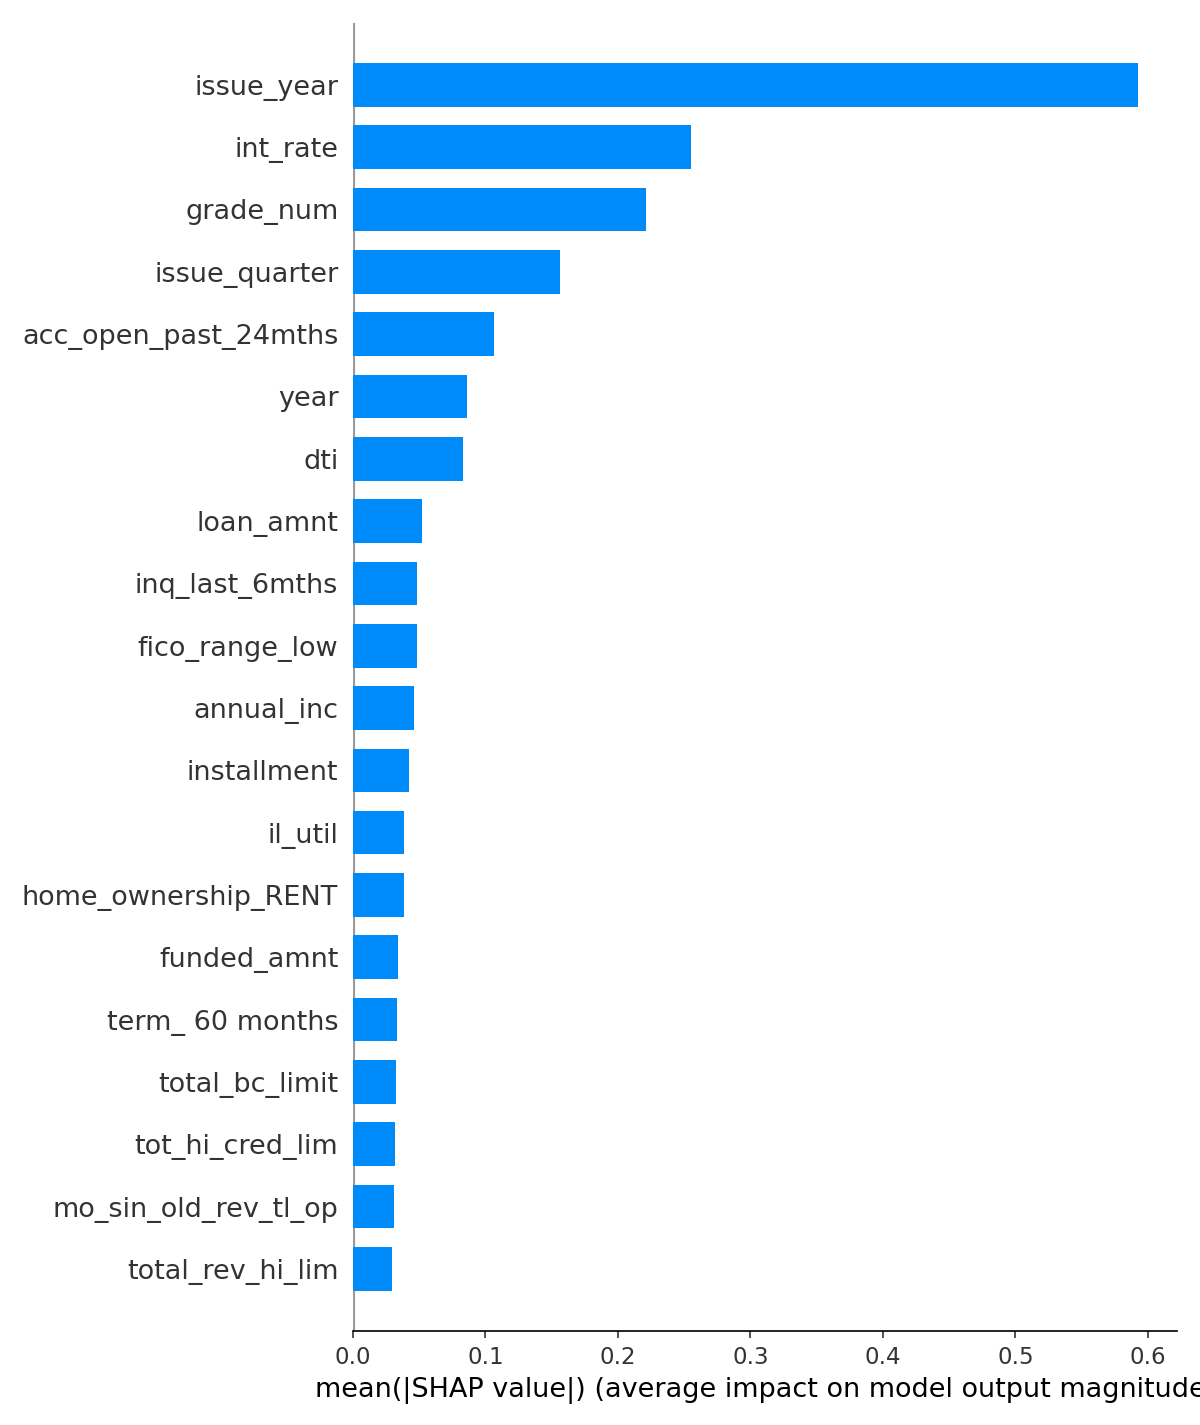 issue_year
int_rate
grade_num
issue_quarter
acc_open_past_24mths
year
dti
loan_amnt
inq_last_6mths
fico_range_low
annual_inc
installment
il_util
home_ownership_RENT
funded_amnt
term_ 60 months
total_bc_limit
tot_hi_cred_lim
mo_sin_old_rev_tl_op
total_rev_hi_lim
0.0 0.1 0.2 0.3 0.4 0.5 0.6
mean(|SHAP value|) (average impact on model output magnitude